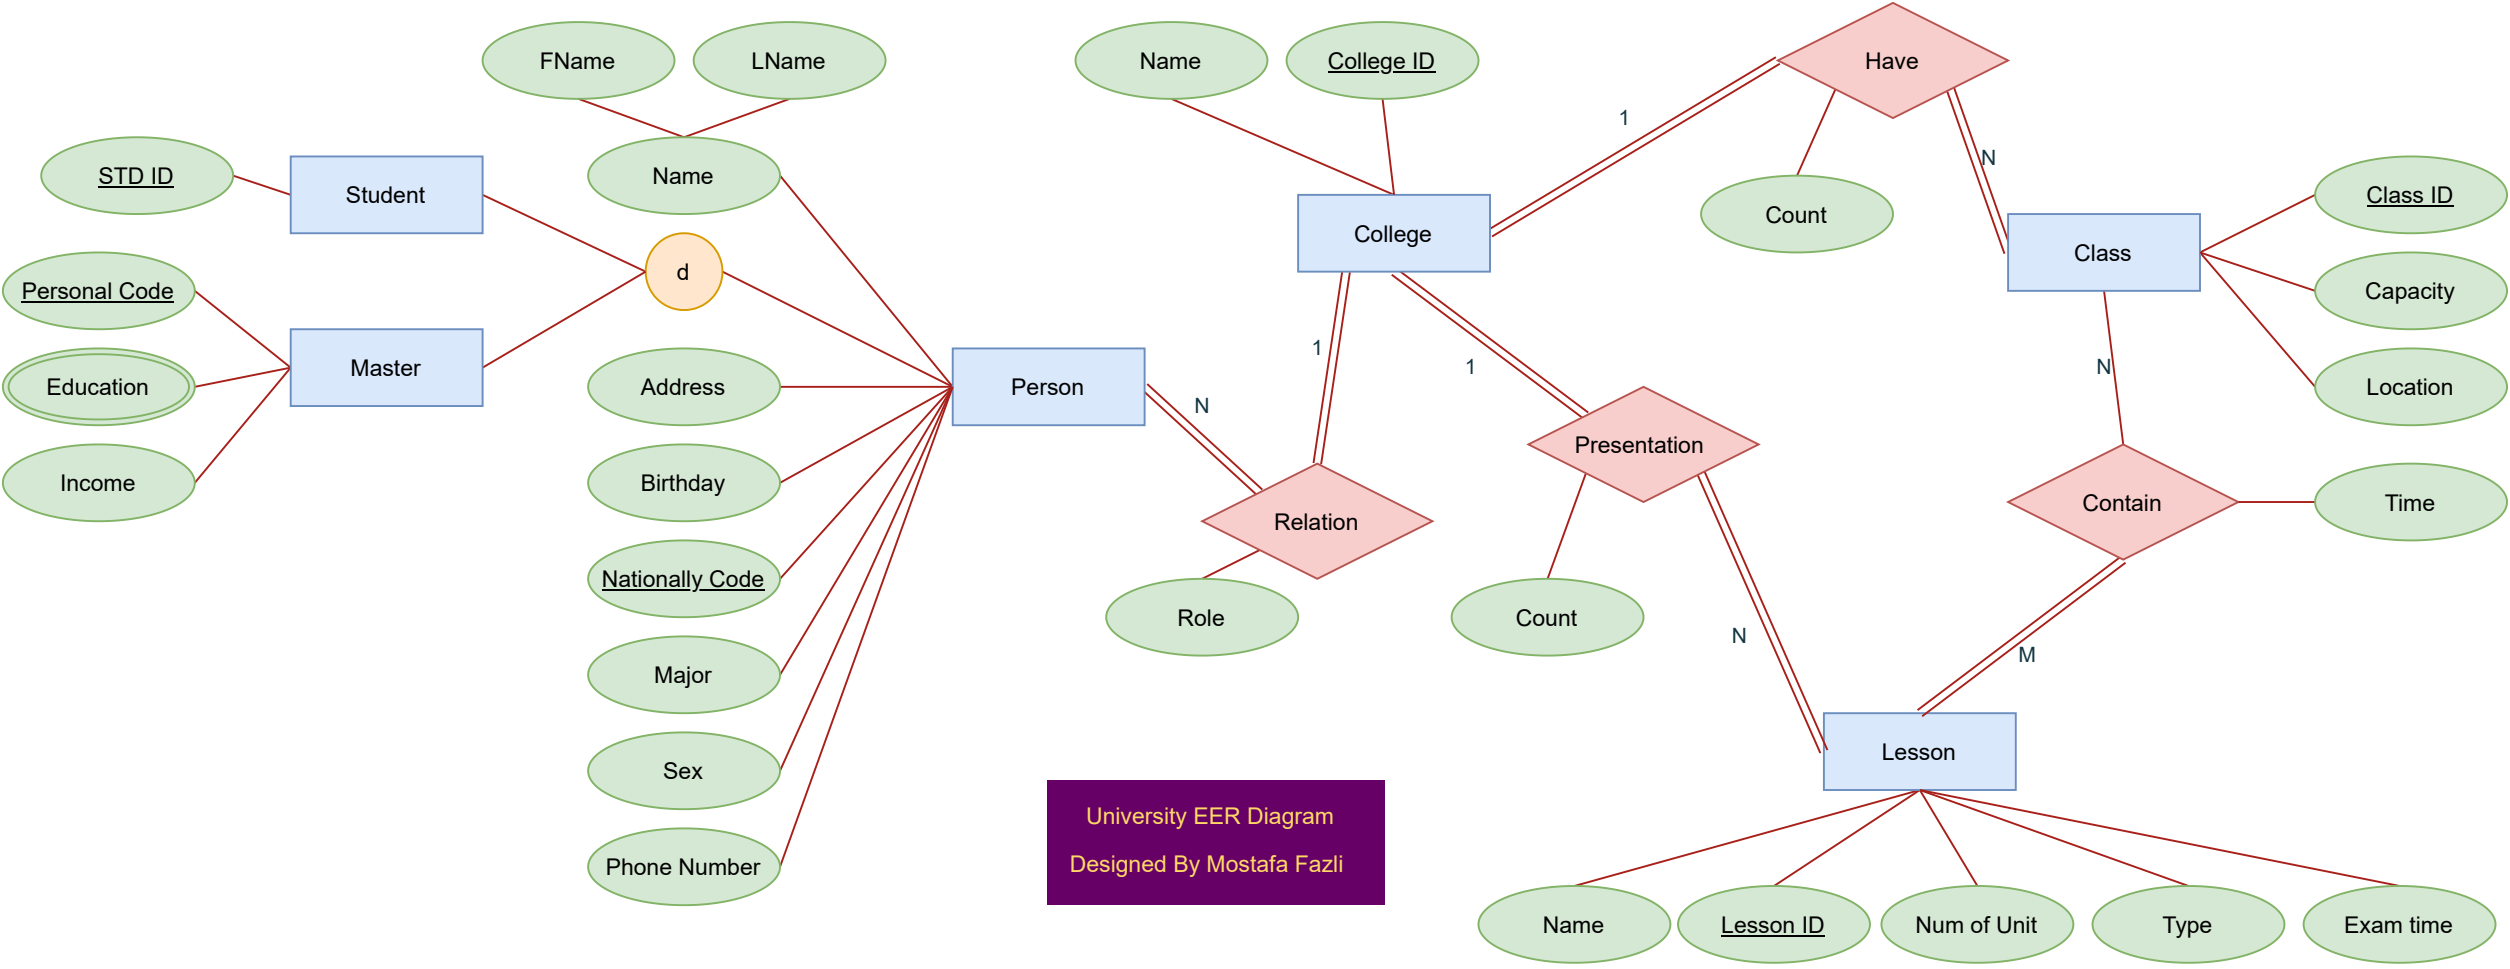 FName
LName
Name
College ID
Have
1
N
Count
STD ID
Student
Name
Class ID
College
Class
d
Personal Code
Capacity
Master
Education
Address
Person
1
1
N
Location
N
Income
Birthday
Presentation
Relation
Contain
Time
Nationally Code
Role
Count
N
M
Major
Sex
Lesson
University EER Diagram
Designed By Mostafa Fazli
Phone Number
Name
Lesson ID
Num of Unit
Type
Exam time